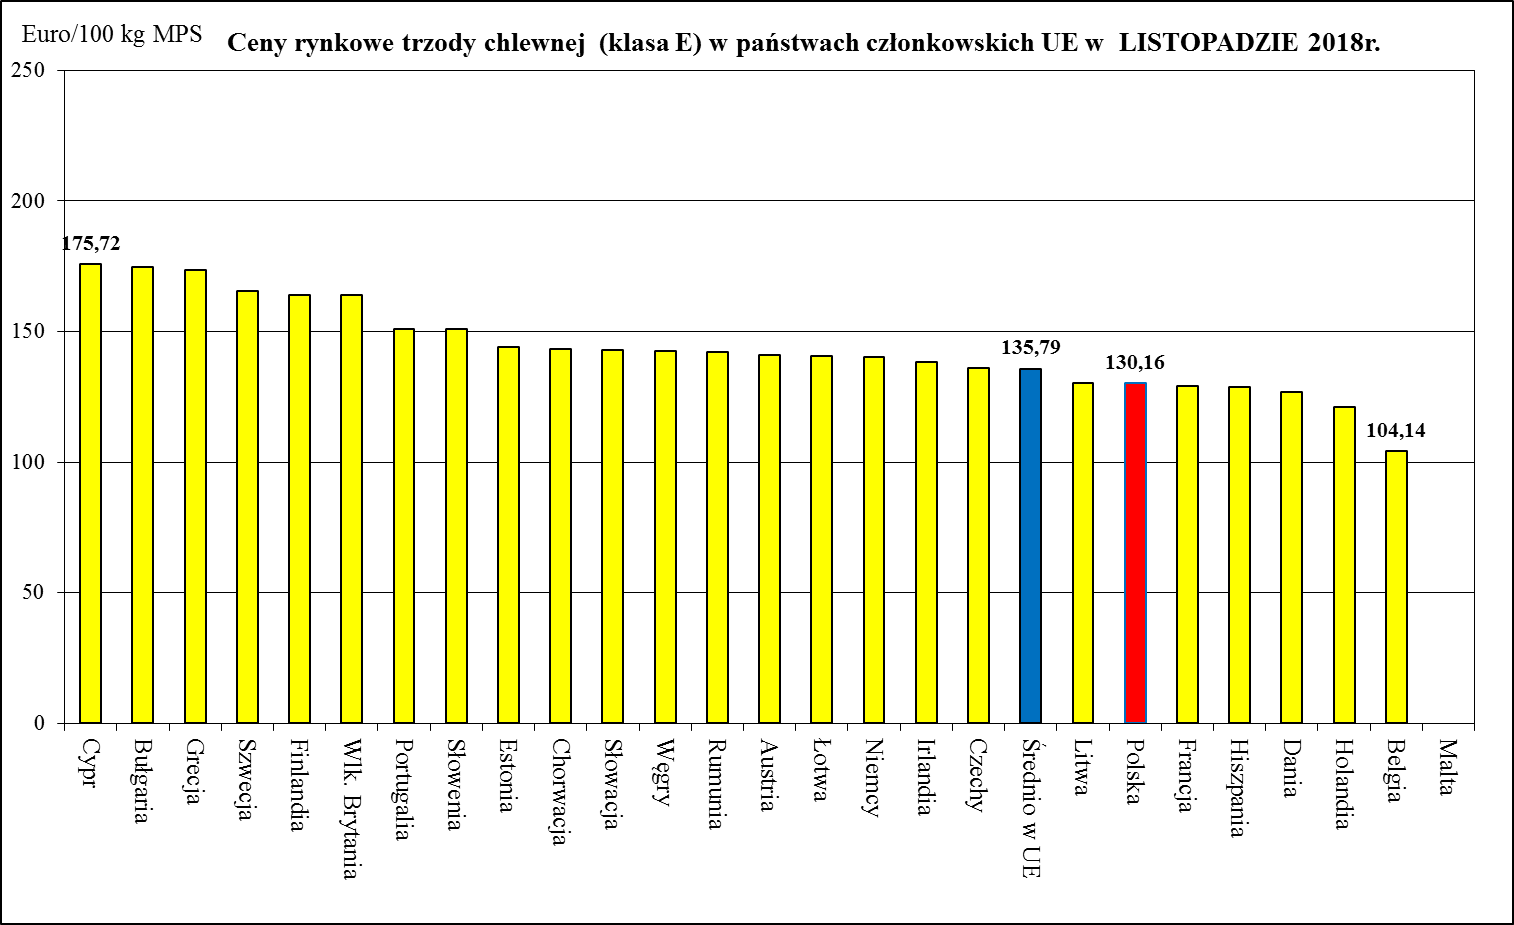 Euro/100 kg MPS
Ceny rynkowe trzody chlewnej (klasa E) w państwach członkowskich UE w LISTOPADZIE 2018r.
250
200
150
100
50
0
175,72
135,79
130,16
104,14
Cypr
Bułgaria
Grecja
Szwecja
Finlandia
Wlk. Brytania
Portugalia
Słowenia
Estonia
Chorwacja
Słowacja
Węgry
Rumunia
Austria
Łotwa
Niemcy
Irlandia
Czechy
Średnio w UE
Litwa
Polska
Francja
Hiszpania
Dania
Holandia
Belgia
Malta